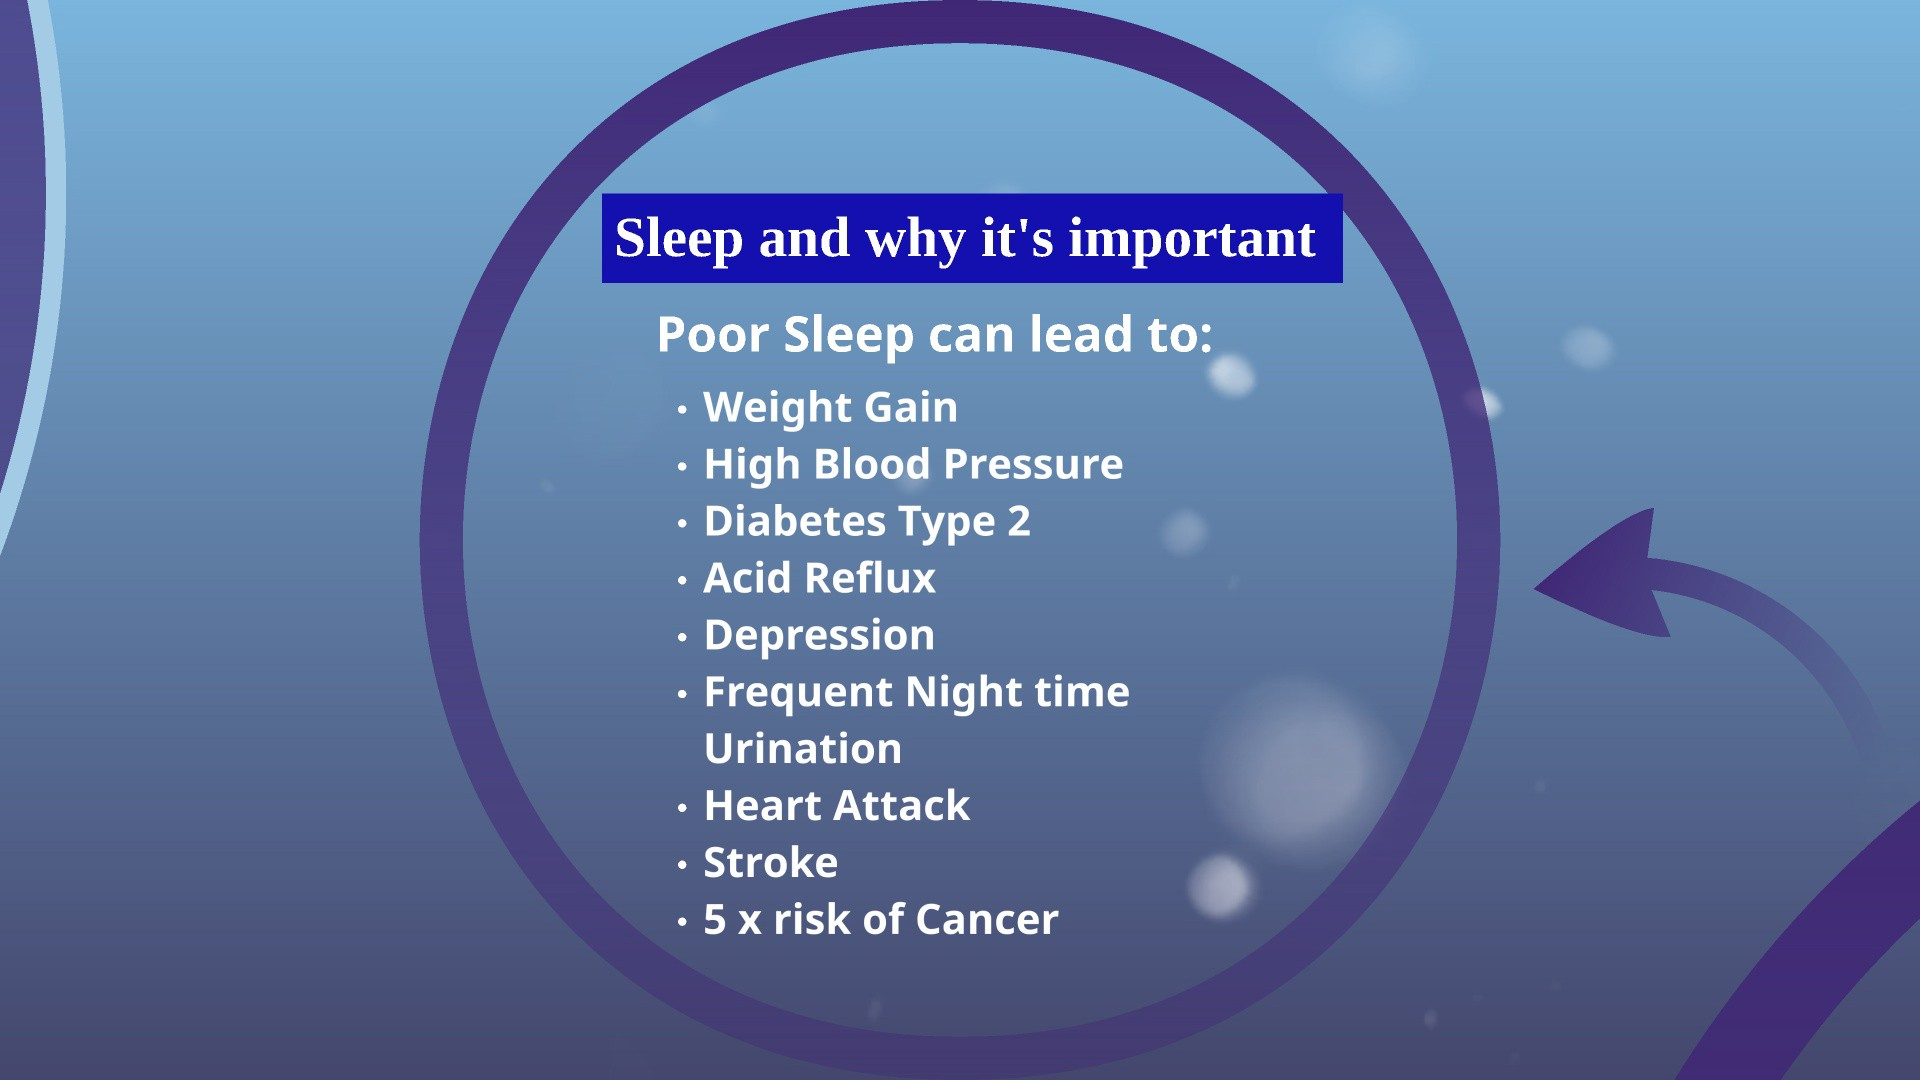 Sleep and why it's important
Poor Sleep can lead to:
• Weight Gain
• High Blood Pressure
• Diabetes Type 2
• Acid Reflux
• Depression
• Frequent Night time
Urination
• Heart Attack
• Stroke
• 5 x risk of Cancer